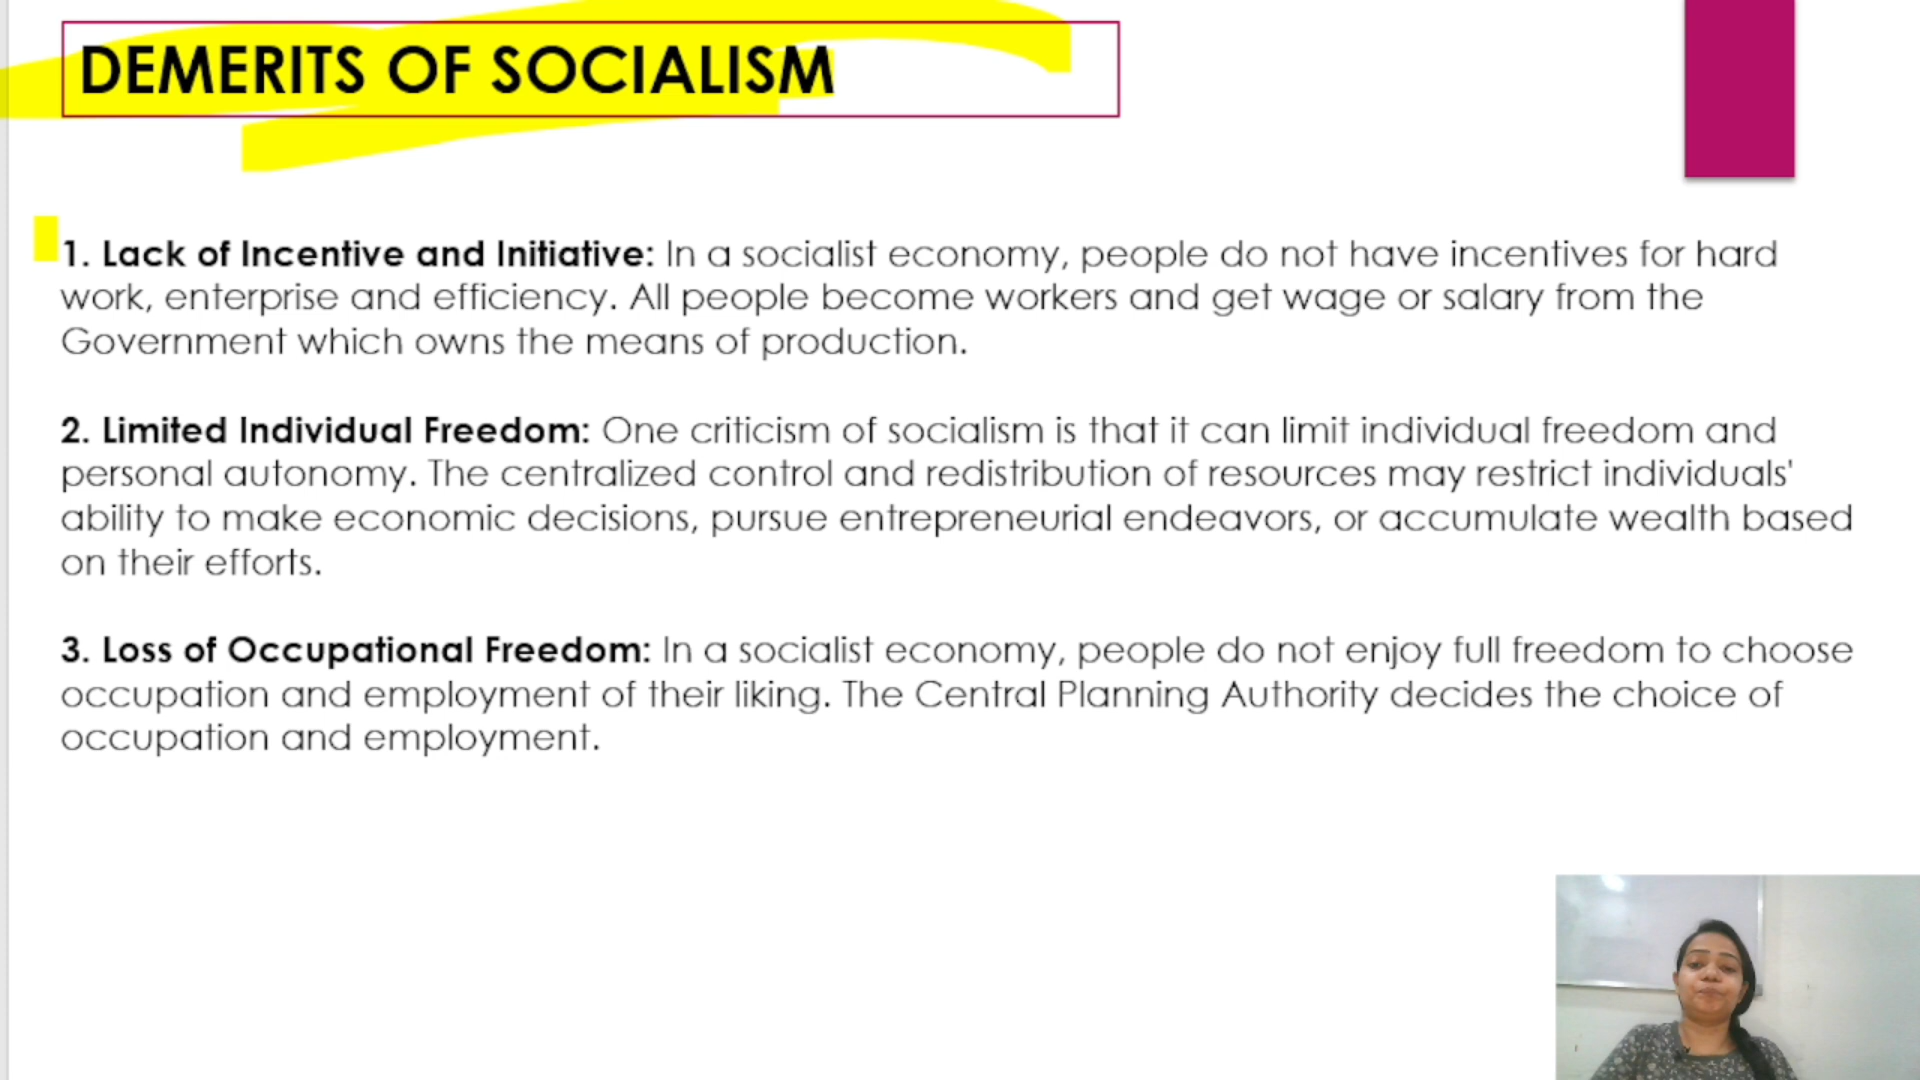 DEMERITS OF SOCIALISM
1. Lack of Incentive and Initiative: In a socialist economy, people do not have incentives for hard
work, enterprise and efficiency. All people become workers and get wage or salary from the
Government which owns the means of production.
2. Limited Individual Freedom: One criticism of socialism is that it can limit individual freedom and
personal autonomy. The centralized control and redistribution of resources may restrict individuals'
ability to make economic decisions, pursue entrepreneurial endeavors, or accumulate wealth based
on their efforts.
3. Loss of Occupational Freedom: In a socialist economy, people do not enjoy full freedom to choose
occupation and employment of their liking. The Central Planning Authority decides the choice of
occupation and employment.